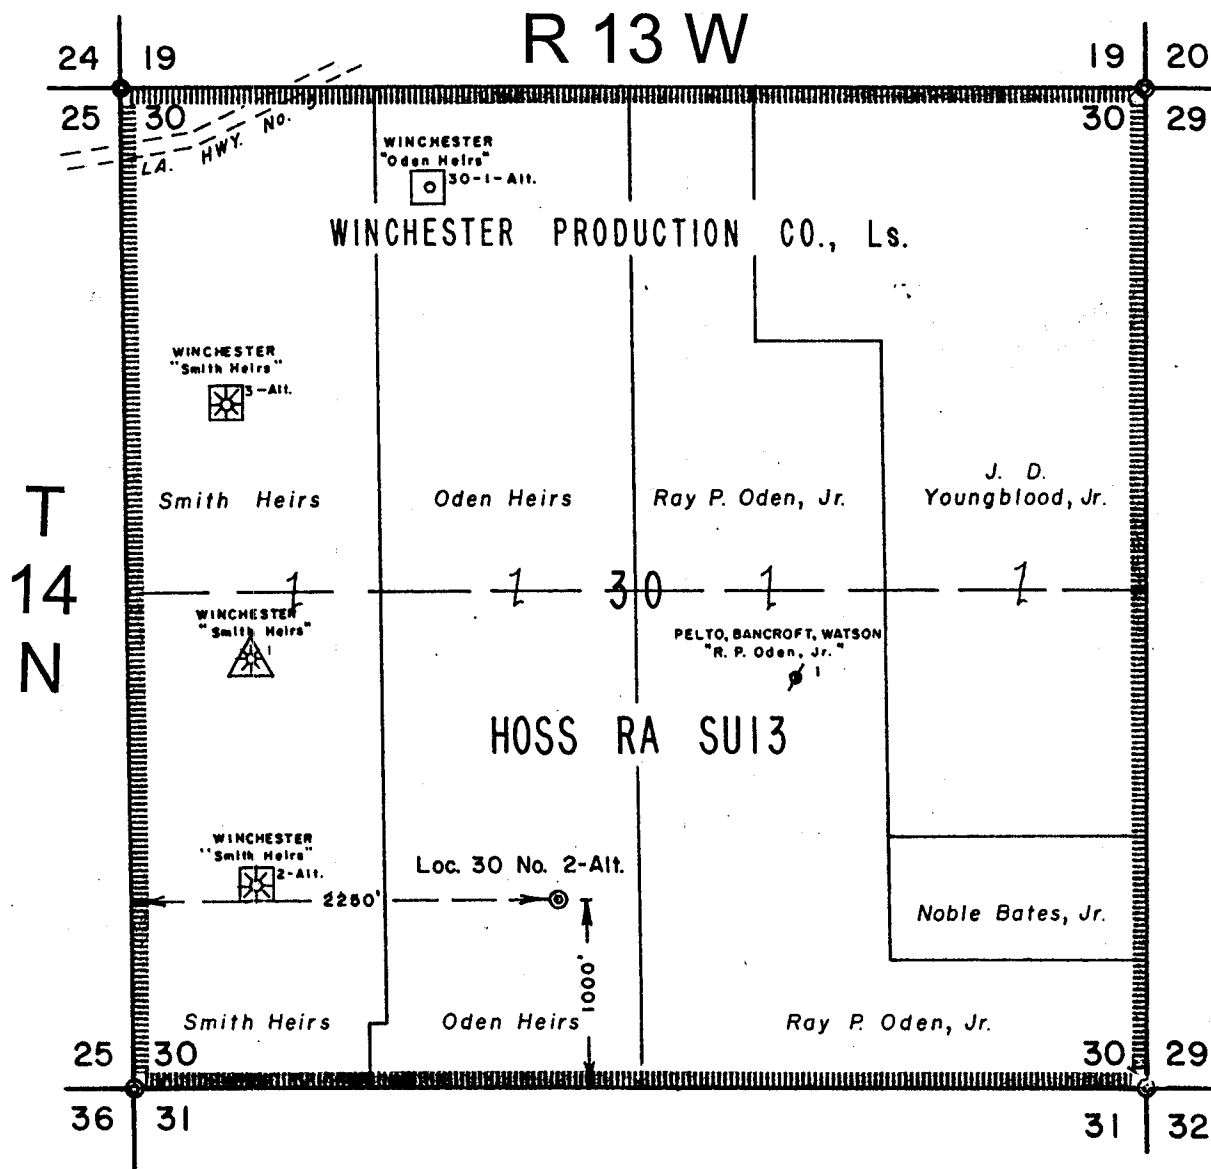 R 13 W
24 19
19 20
25 30
30 29
LA. HWY. No.
WINCHESTER
"Oden Heirs"
30-1-Alt.
WINCHESTER PRODUCTION CO., Ls.
WINCHESTER
"Smith Heirs"
3-Alt.
T
14
N
Smith Heirs
Oden Heirs
Ray P. Oden, Jr.
J. D.
Youngblood, Jr.
30
WINCHESTER
"Smith Heirs"
1
PELTO, BANCROFT, WATSON
"R. P. Oden, Jr."
1
HOSS RA SU13
WINCHESTER
"Smith Heirs"
2-Alt.
Loc. 30 No. 2-Alt.
2250'
1000'
Noble Bates, Jr.
Smith Heirs
Oden Heirs
Ray P. Oden, Jr.
25 30
30 29
36 31
31 32